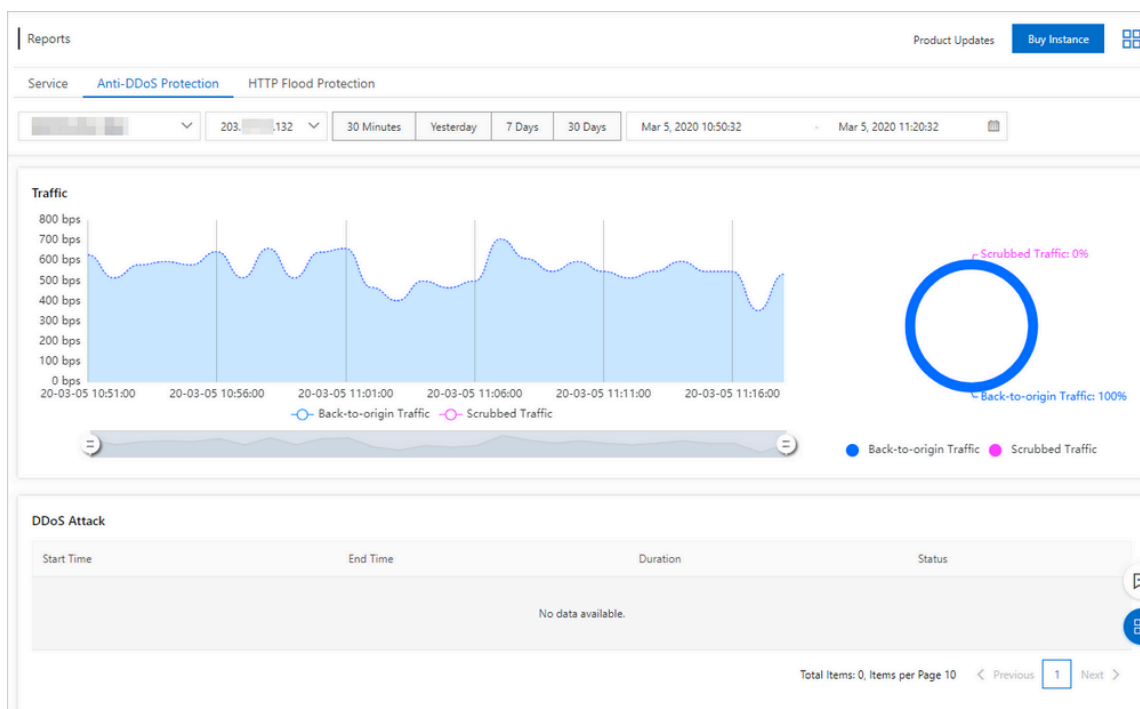 Reports
Product Updates
Buy Instance
Service Anti-DDoS Protection HTTP Flood Protection
203. .132 30 Minutes Yesterday 7 Days 30 Days Mar 5, 2020 10:50:32 - Mar 5, 2020 11:20:32
Traffic
800 bps
700 bps
600 bps
500 bps
400 bps
300 bps
200 bps
100 bps
0 bps
20-03-05 10:51:00 20-03-05 10:56:00 20-03-05 11:01:00 20-03-05 11:06:00 20-03-05 11:11:00 20-03-05 11:16:00
Back-to-origin Traffic Scrubbed Traffic
Scrubbed Traffic: 0%
Back-to-origin Traffic: 100%
Back-to-origin Traffic Scrubbed Traffic
DDoS Attack
Start Time End Time Duration Status
No data available.
Total Items: 0, Items per Page 10 < Previous 1 Next >